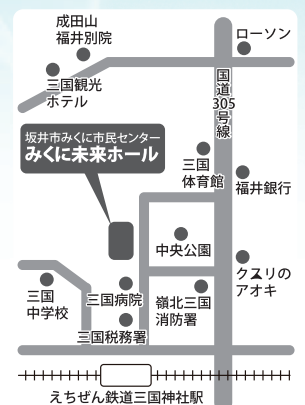 成田山
福井別院
ローソン
三国観光
ホテル
国道305号線
坂井市みくに市民センター
みくに未来ホール
三国
体育館
福井銀行
中央公園
クスリの
アオキ
三国
中学校
三国病院
嶺北三国
消防署
三国税務署
えちぜん鉄道三国神社駅